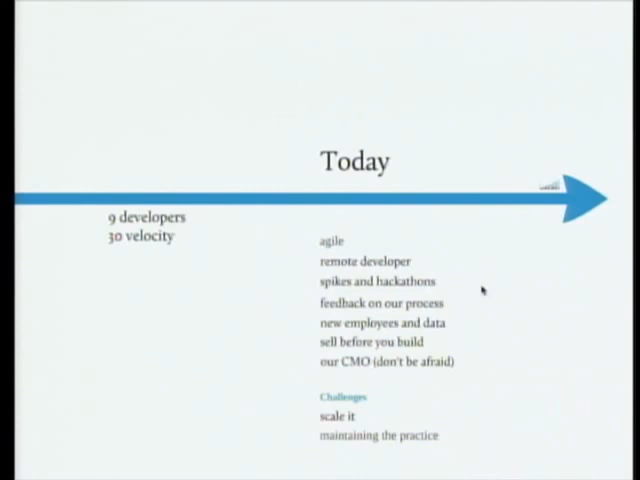 Today
9 developers
30 velocity
agile
remote developer
spikes and hackathons
feedback on our process
new employees and data
sell before you build
our CMO (don't be afraid)
Challenges
scale it
maintaining the practice